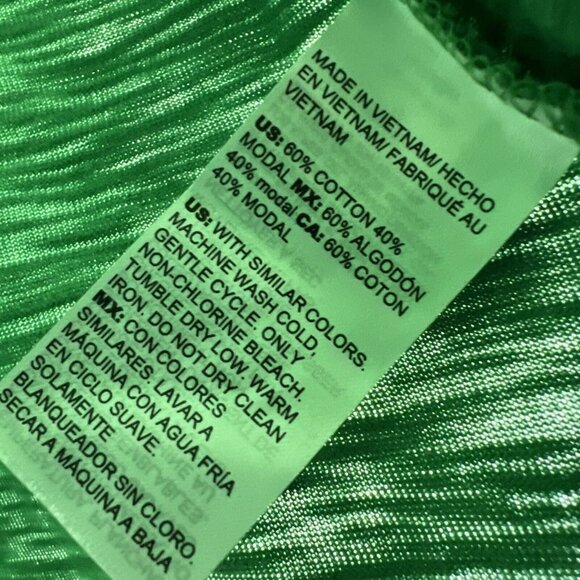 MADE IN VIETNAM/ HECHO
EN VIETNAM/ FABRIQUÉ AU
VIETNAM
US: 60% COTTON 40%
MODAL MX: 60% ALGODÓN
40% modal CA: 60% COTON
40% MODAL
US: WITH SIMILAR COLORS.
MACHINE WASH COLD,
GENTLE CYCLE. ONLY
NON-CHLORINE BLEACH.
TUMBLE DRY LOW. WARM
IRON. DO NOT DRY CLEAN
MX: CON COLORES
SIMILARES. LAVAR A
MÁQUINA CON AGUA FRÍA
EN CICLO SUAVE.
SOLAMENTE
BLANQUEADOR SIN CLORO.
SECAR A MÁQUINA A BAJA